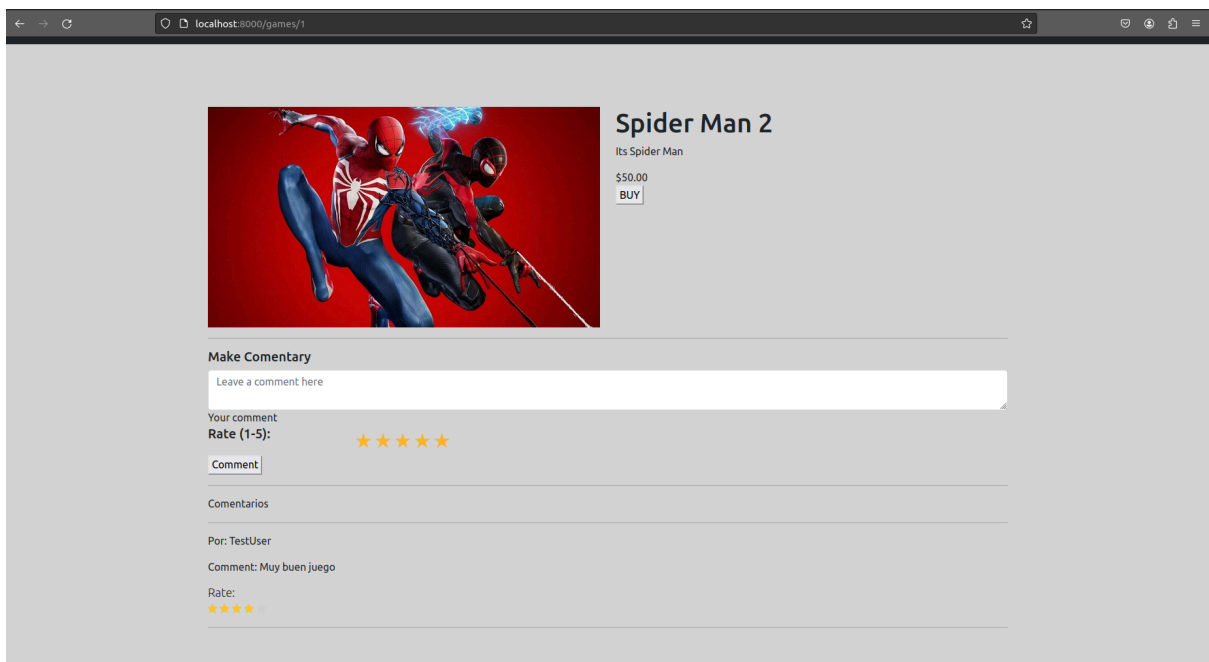 localhost:8000/games/1
Spider Man 2
Its Spider Man
$50.00
BUY
Make Comentary
Leave a comment here
Your comment
Rate (1-5):
Comment
Comentarios
Por: TestUser
Comment: Muy buen juego
Rate: